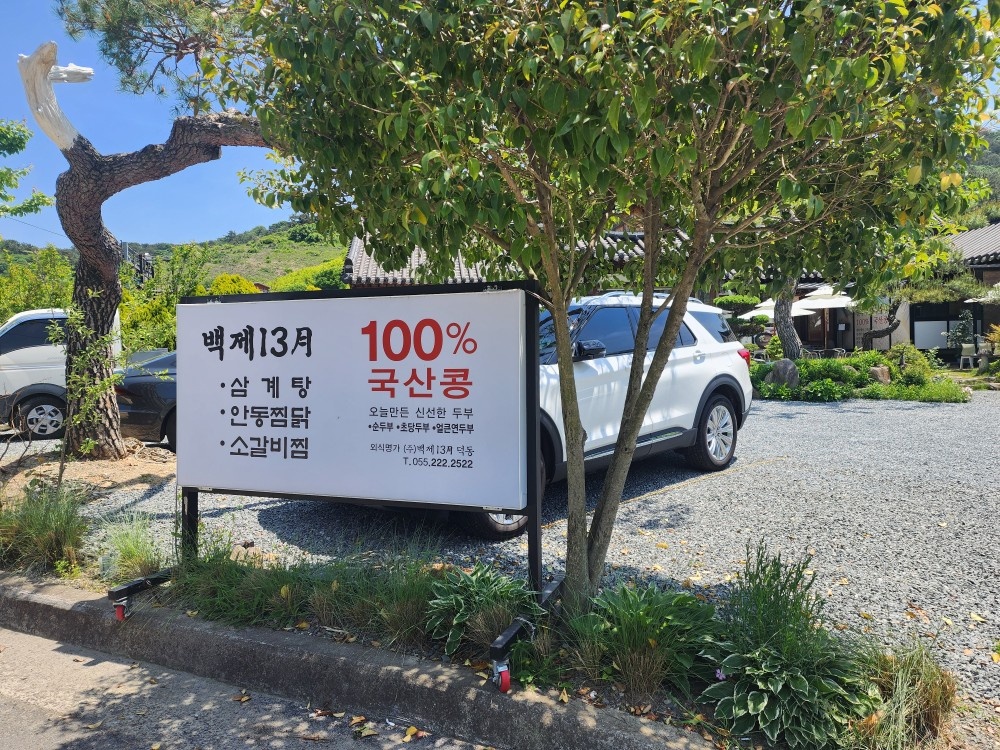 백제13月
·삼계탕
·안동찜닭
·소갈비찜
100%
국산콩
오늘만든 신선한 두부
•순두부 •초당두부 •얼큰연두부
외식명가 (주)백제13月 덕동
T.055.222.2522